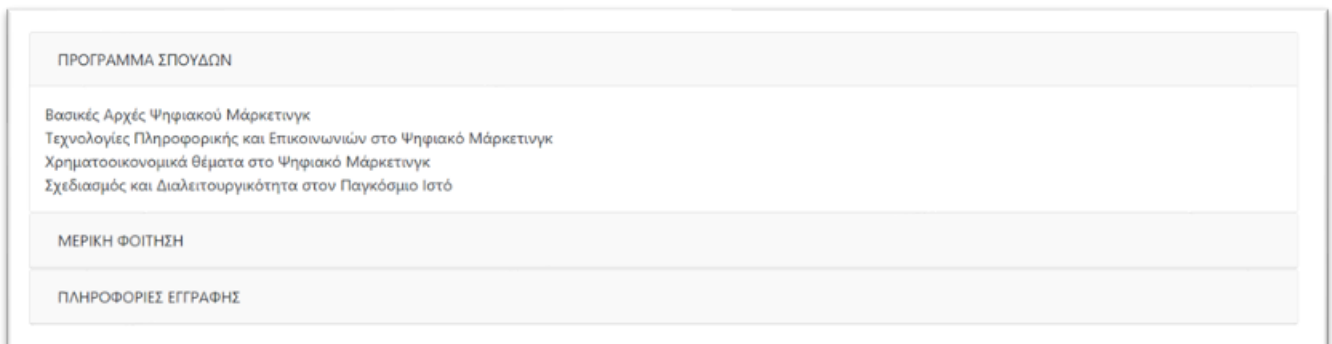 ΠΡΟΓΡΑΜΜΑ ΣΠΟΥΔΩΝ
Βασικές Αρχές Ψηφιακού Μάρκετινγκ
Τεχνολογίες Πληροφορικής και Επικοινωνιών στο Ψηφιακό Μάρκετινγκ
Χρηματοοικονομικά θέματα στο Ψηφιακό Μάρκετινγκ
Σχεδιασμός και Διαλειτουργικότητα στον Παγκόσμιο Ιστό
ΜΕΡΙΚΗ ΦΟΙΤΗΣΗ
ΠΛΗΡΟΦΟΡΙΕΣ ΕΓΓΡΑΦΗΣ